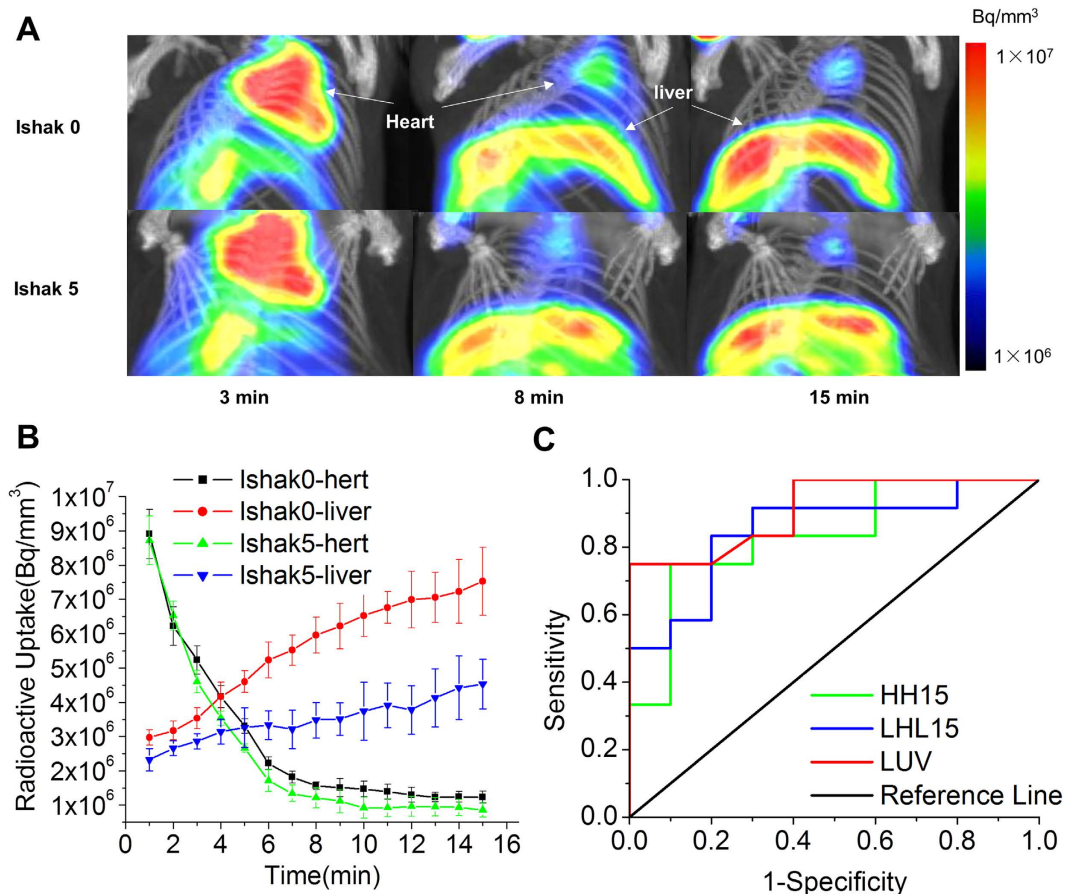 A
Bq/mm³
1×10⁷
Ishak 0
Heart
liver
Ishak 5
1×10⁶
3 min
8 min
15 min
B
Radioactive Uptake(Bq/mm³)
1x10⁷
9x10⁶
8x10⁶
7x10⁶
6x10⁶
5x10⁶
4x10⁶
3x10⁶
2x10⁶
1x10⁶
Ishak0-hert
Ishak0-liver
Ishak5-hert
Ishak5-liver
0 2 4 6 8 10 12 14 16
Time(min)
C
Sensitivity
1.0
0.8
0.6
0.4
0.2
0.0
HH15
LHL15
LUV
Reference Line
0.0 0.2 0.4 0.6 0.8 1.0
1-Specificity